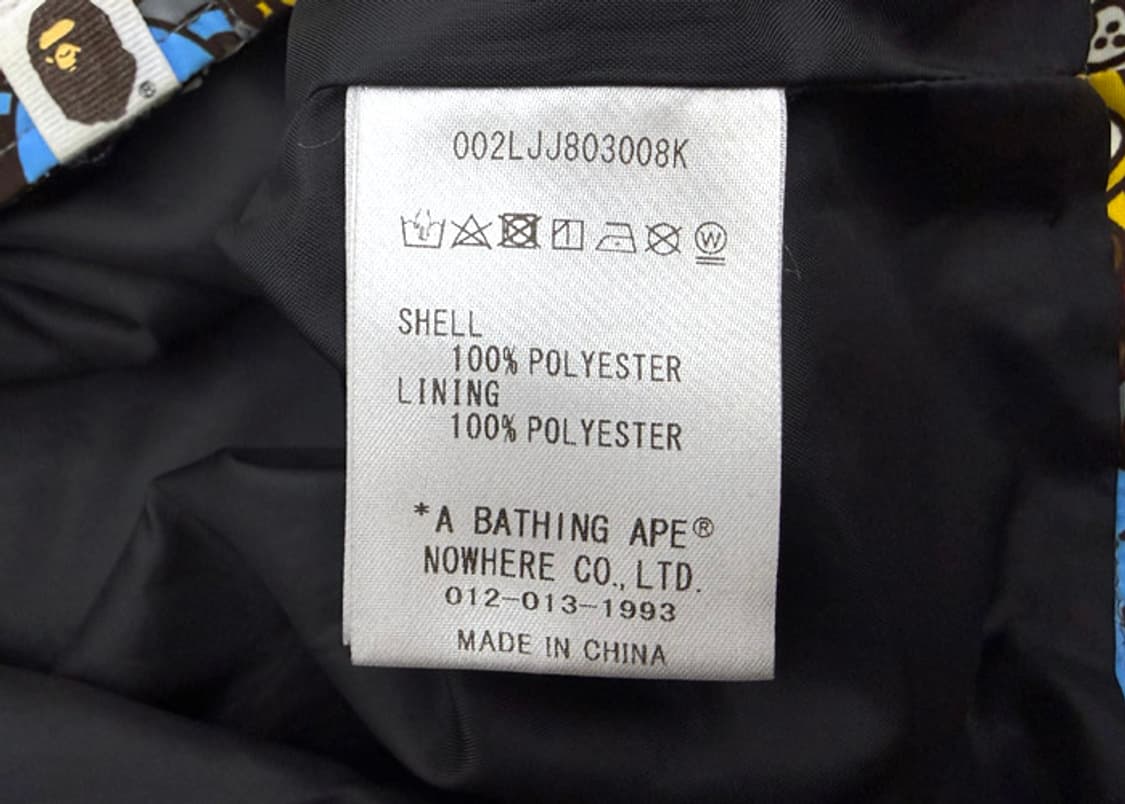 ®
002LJJ803008K
W
SHELL
100% POLYESTER
LINING
100% POLYESTER
*A BATHING APE®
NOWHERE CO.,LTD.
012-013-1993
MADE IN CHINA